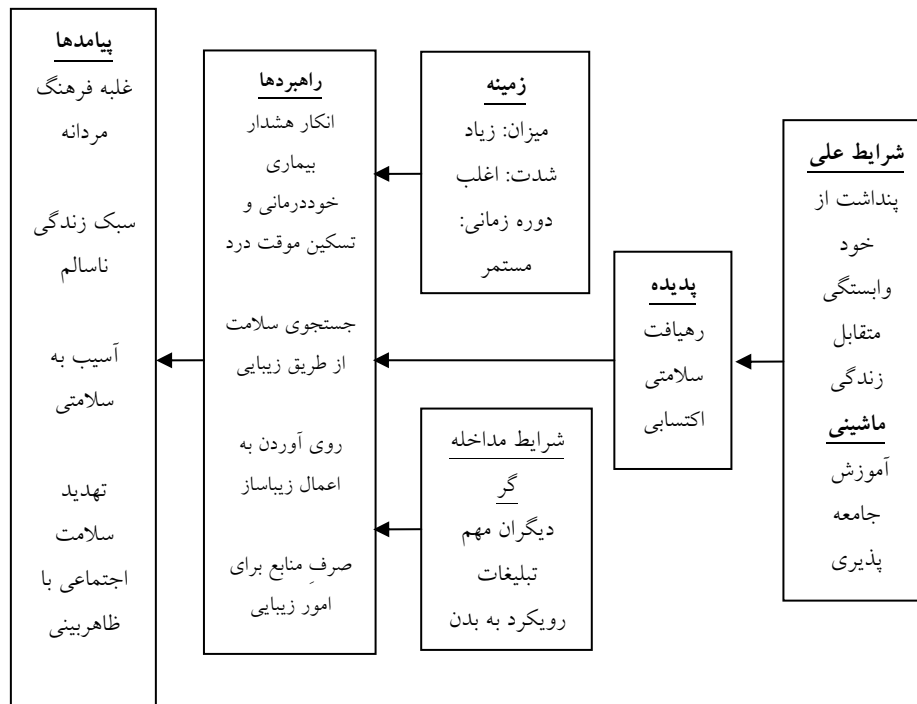 شرایط علی
پنداشت از
خود
وابستگی
متقابل
زندگی
ماشینی
آموزش
جامعه
پذیری
پدیده
رهیافت
سلامتی
اکتسابی
زمینه
میزان: زیاد
شدت: اغلب
دوره زمانی:
مستمر
شرایط مداخله
گر
دیگران مهم
تبلیغات
رویکرد به بدن
راهبردها
انکار هشدار
بیماری
خوددرمانی و
تسکین موقت درد
جستجوی سلامت
از طریق زیبایی
روی آوردن به
اعمال زیباساز
صرفِ منابع برای
امور زیبایی
پیامدها
غلبه فرهنگ
مردانه
سبک زندگی
ناسالم
آسیب به
سلامتی
تهدید
سلامت
اجتماعی با
ظاهربینی